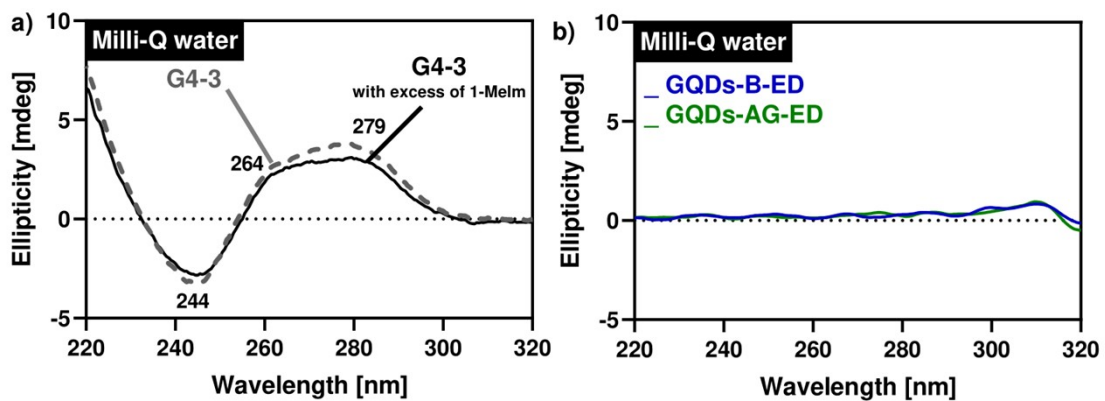 a)
10
5
0
-5
220
240
260
280
300
320
Ellipticity [mdeg]
Wavelength [nm]
Milli-Q water
G4-3
G4-3
with excess of 1-MeIm
279
264
244
b)
10
5
0
-5
220
240
260
280
300
320
Ellipticity [mdeg]
Wavelength [nm]
Milli-Q water
_ GQDs-B-ED
_ GQDs-AG-ED